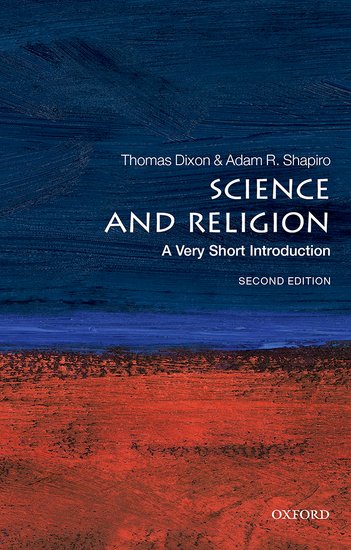 Thomas Dixon & Adam R. Shapiro
SCIENCE
AND RELIGION
A Very Short Introduction
SECOND EDITION
OXFORD